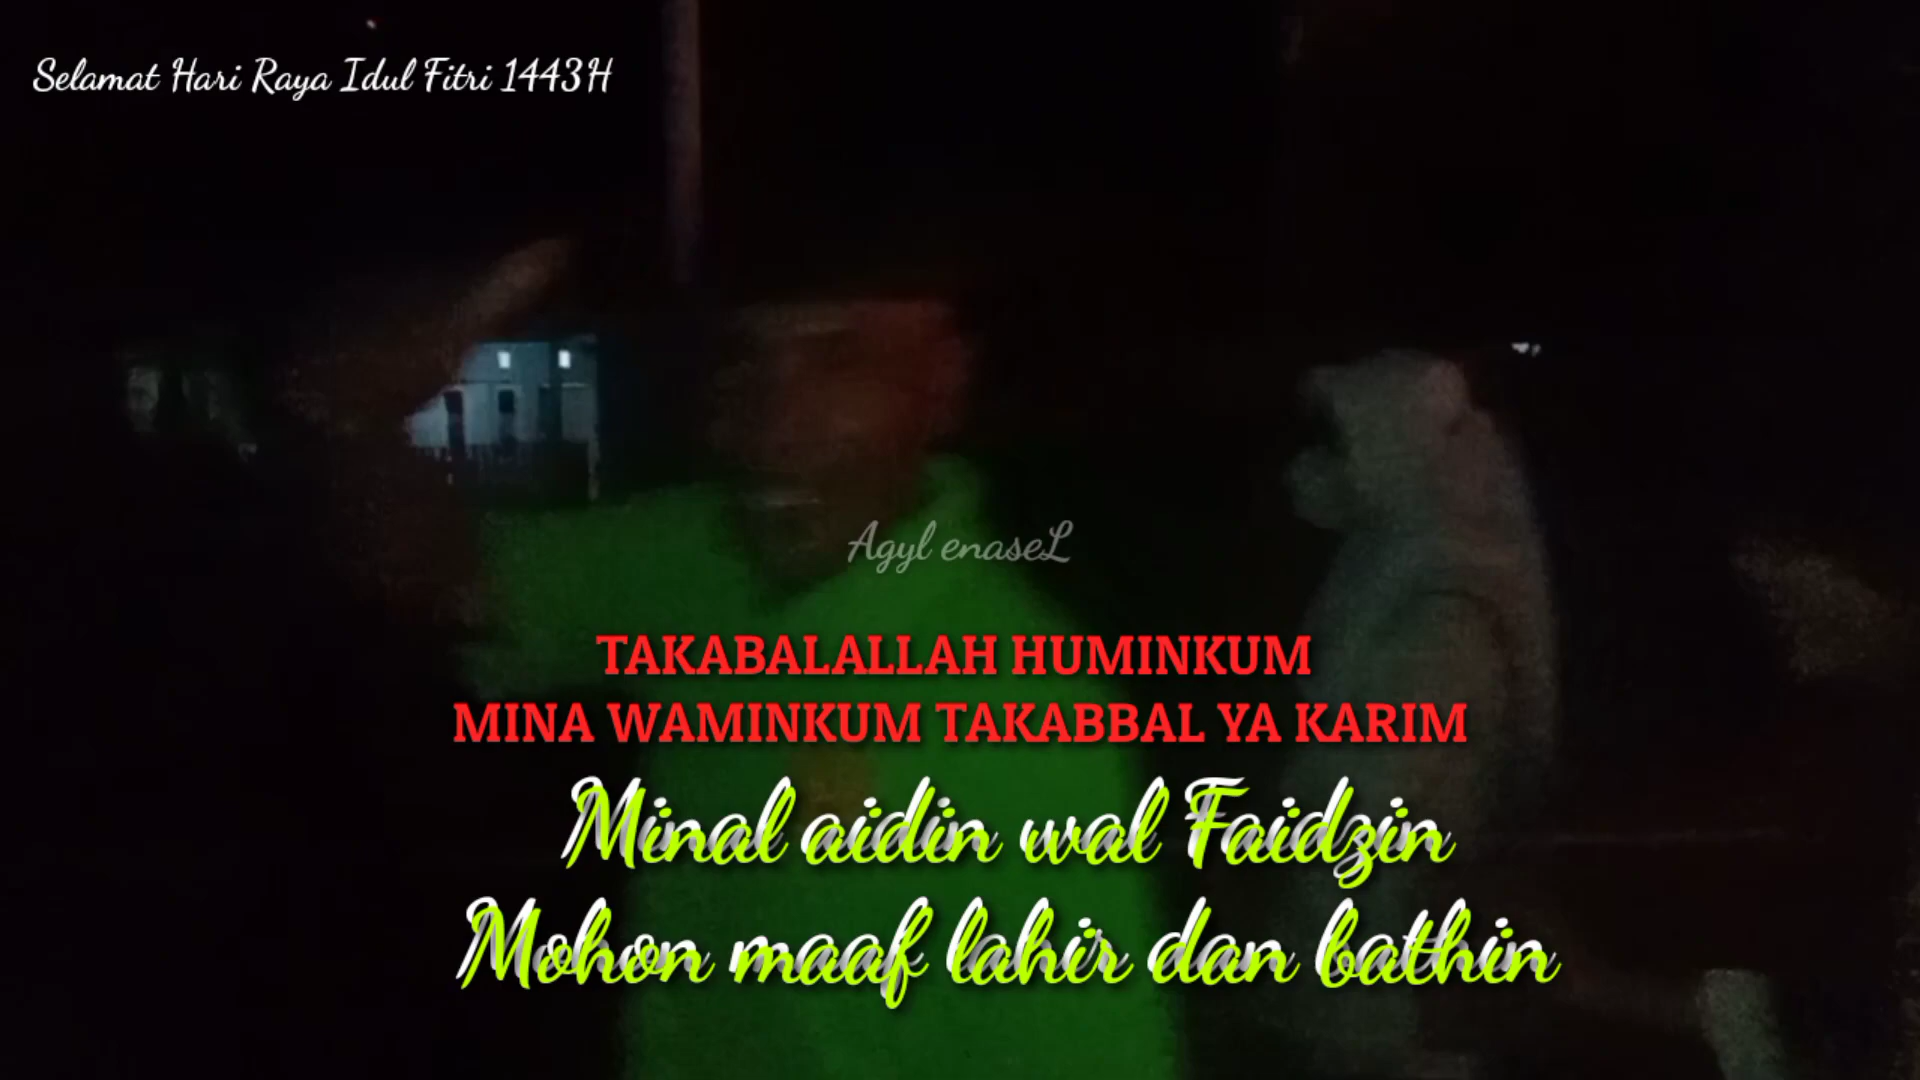 Selamat Hari Raya Idul Fitri 1443H
Agyl enaseL
TAKABALALLAH HUMINKUM
MINA WAMINKUM TAKABBAL YA KARIM
Minal aidin wal Faidzin
Mohon maaf lahir dan bathin